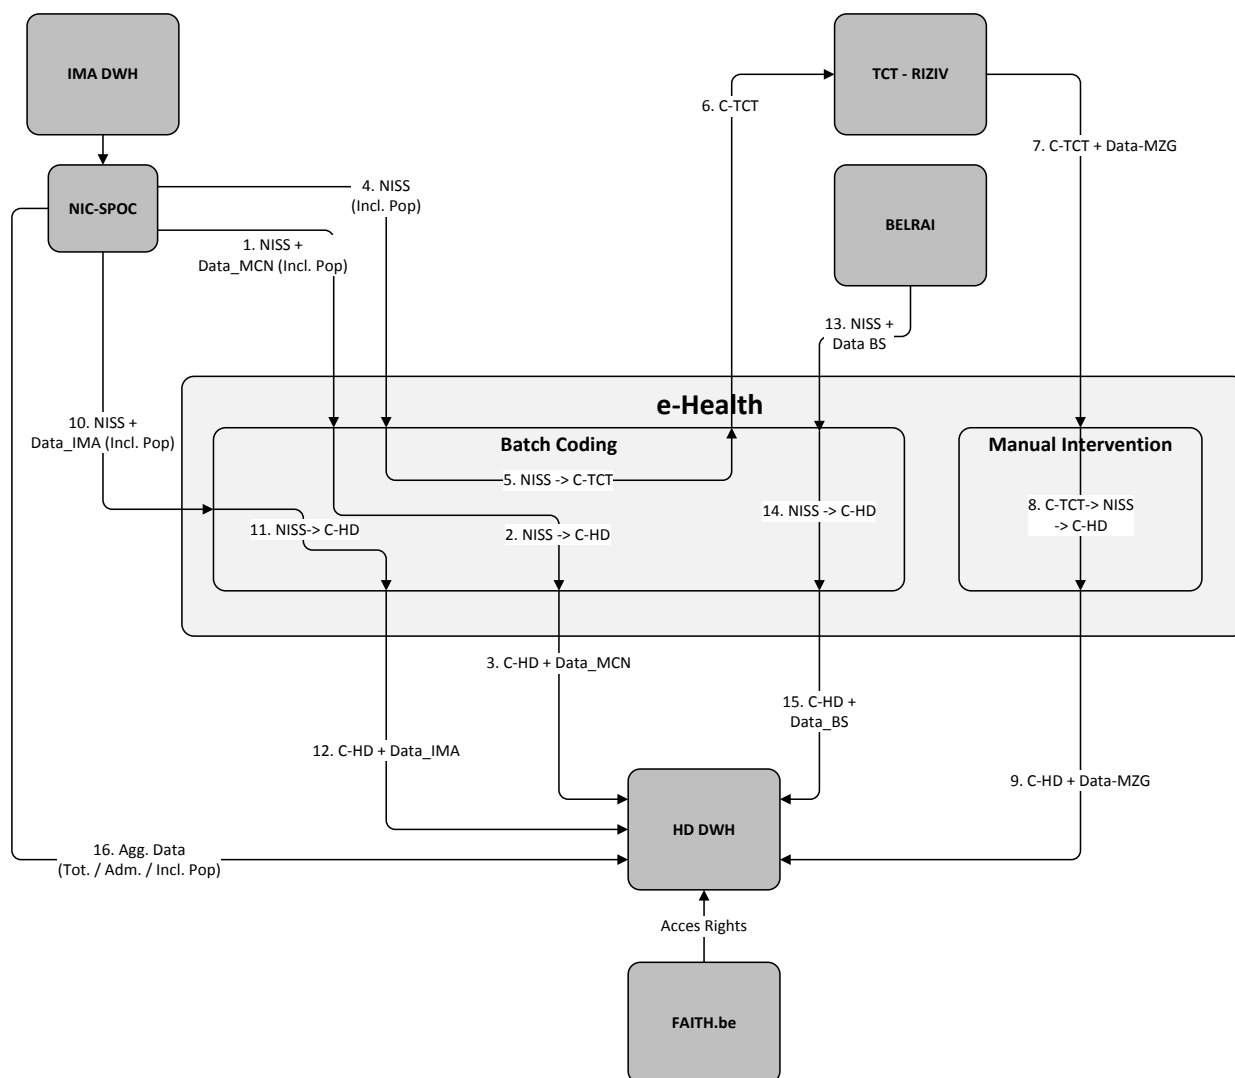 IMA DWH
TCT - RIZIV
6. C-TCT
7. C-TCT + Data-MZG
4. NISS
(Incl. Pop)
NIC-SPOC
BELRAI
1. NISS +
Data_MCN (Incl. Pop)
13. NISS +
Data BS
e-Health
10. NISS +
Data_IMA (Incl. Pop)
Batch Coding
Manual Intervention
5. NISS -> C-TCT
11. NISS-> C-HD
2. NISS -> C-HD
14. NISS -> C-HD
8. C-TCT-> NISS
-> C-HD
3. C-HD + Data_MCN
15. C-HD +
Data_BS
12. C-HD + Data_IMA
9. C-HD + Data-MZG
HD DWH
16. Agg. Data
(Tot. / Adm. / Incl. Pop)
Acces Rights
FAITH.be